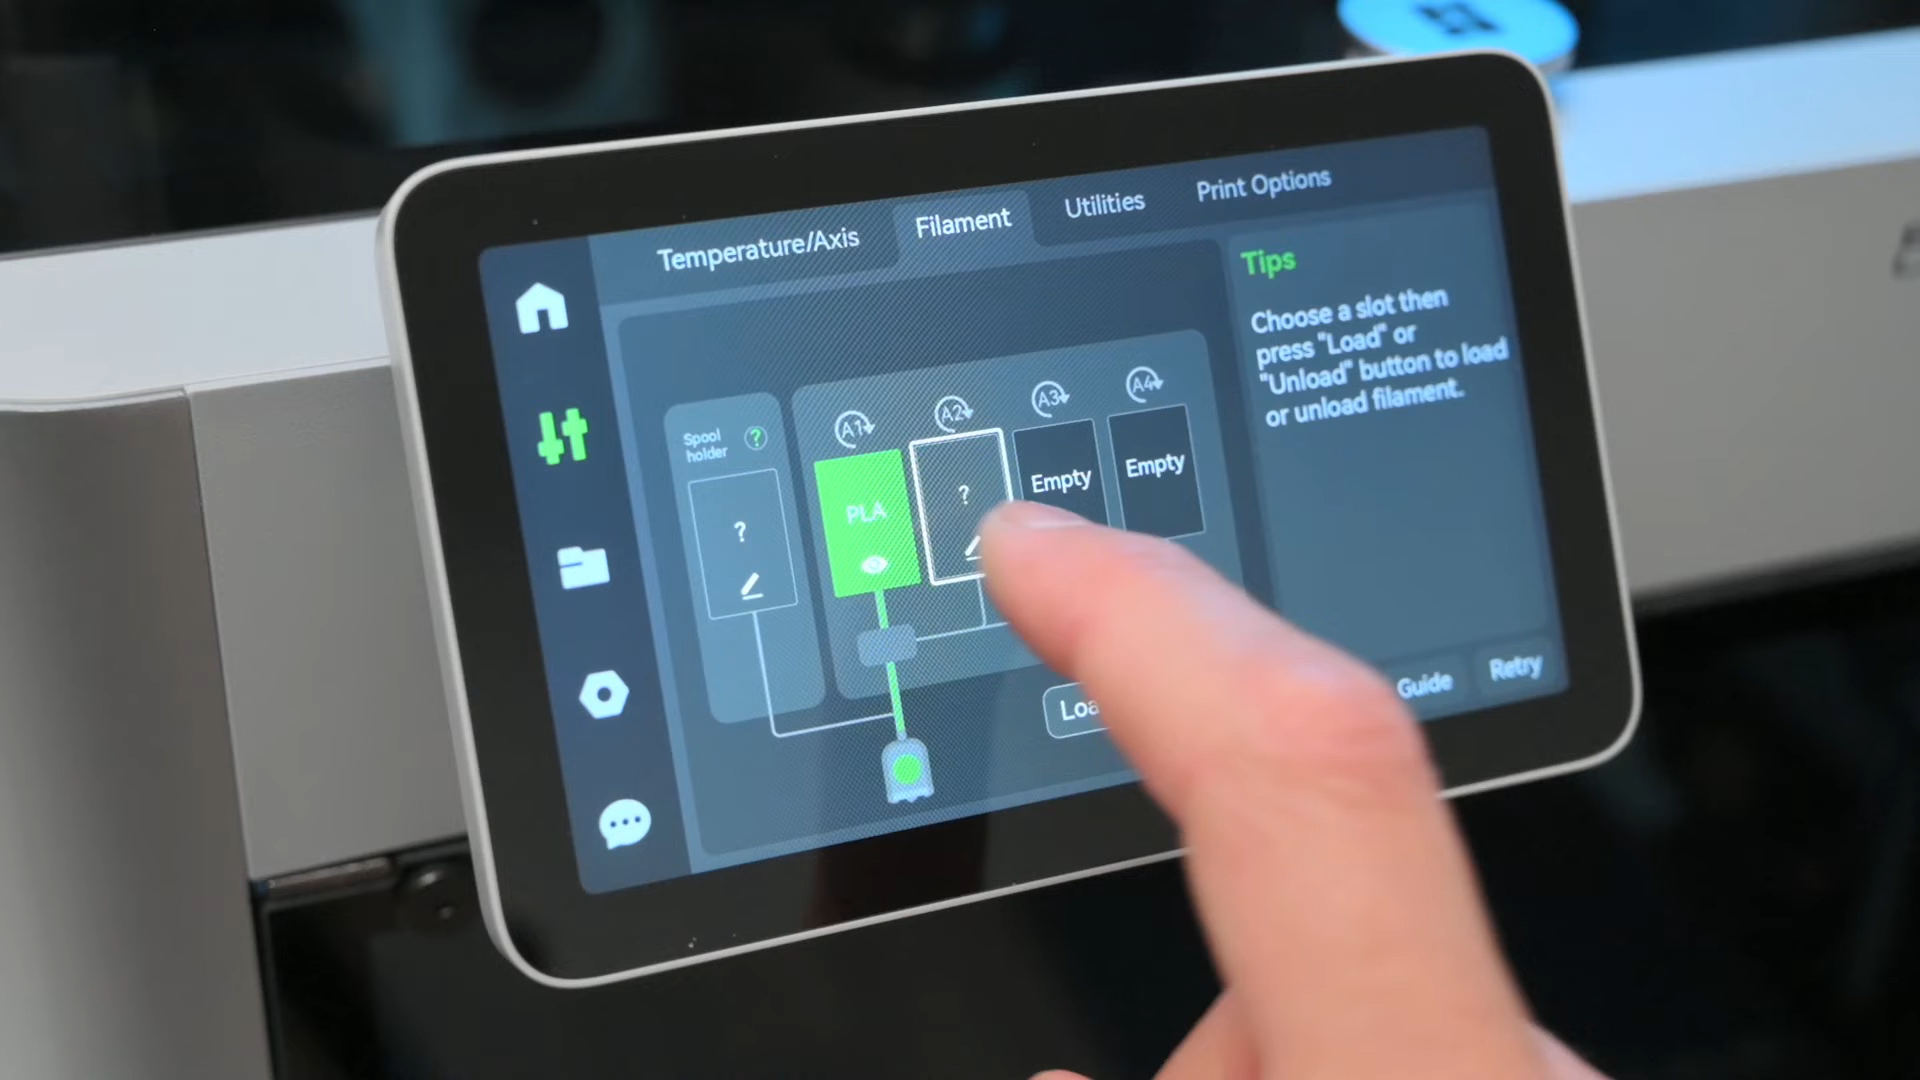 Temperature/Axis
Filament
Utilities
Print Options
Spool
holder
?
?
A1
A2
A3
A4
PLA
?
Empty
Empty
Tips
Choose a slot then
press "Load" or
"Unload" button to load
or unload filament.
Guide
Retry